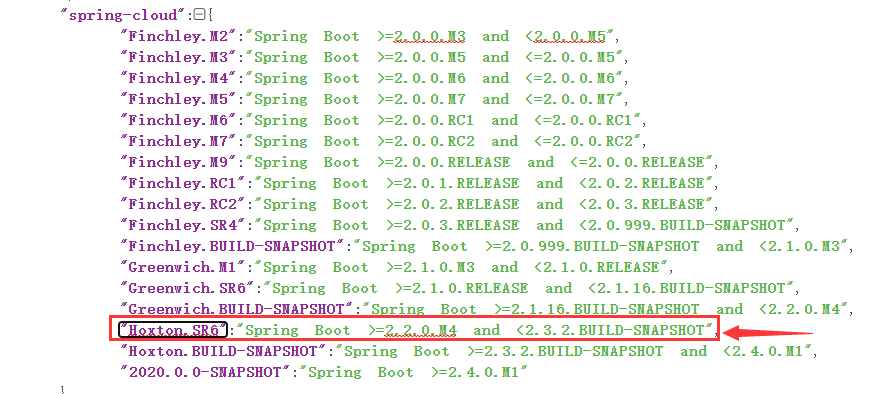 "spring-cloud":{
"Finchley.M2":"Spring Boot >=2.0.0.M3 and <2.0.0.M5",
"Finchley.M3":"Spring Boot >=2.0.0.M5 and <=2.0.0.M5",
"Finchley.M4":"Spring Boot >=2.0.0.M6 and <=2.0.0.M6",
"Finchley.M5":"Spring Boot >=2.0.0.M7 and <=2.0.0.M7",
"Finchley.M6":"Spring Boot >=2.0.0.RC1 and <=2.0.0.RC1",
"Finchley.M7":"Spring Boot >=2.0.0.RC2 and <=2.0.0.RC2",
"Finchley.M9":"Spring Boot >=2.0.0.RELEASE and <=2.0.0.RELEASE",
"Finchley.RC1":"Spring Boot >=2.0.1.RELEASE and <2.0.2.RELEASE",
"Finchley.RC2":"Spring Boot >=2.0.2.RELEASE and <2.0.3.RELEASE",
"Finchley.SR4":"Spring Boot >=2.0.3.RELEASE and <2.0.999.BUILD-SNAPSHOT",
"Finchley.BUILD-SNAPSHOT":"Spring Boot >=2.0.999.BUILD-SNAPSHOT and <2.1.0.M3",
"Greenwich.M1":"Spring Boot >=2.1.0.M3 and <2.1.0.RELEASE",
"Greenwich.SR6":"Spring Boot >=2.1.0.RELEASE and <2.1.16.BUILD-SNAPSHOT",
"Greenwich.BUILD-SNAPSHOT":"Spring Boot >=2.1.16.BUILD-SNAPSHOT and <2.2.0.M4",
"Hoxton.SR6":"Spring Boot >=2.2.0.M4 and <2.3.2.BUILD-SNAPSHOT",
"Hoxton.BUILD-SNAPSHOT":"Spring Boot >=2.3.2.BUILD-SNAPSHOT and <2.4.0.M1",
"2020.0.0-SNAPSHOT":"Spring Boot >=2.4.0.M1"
}